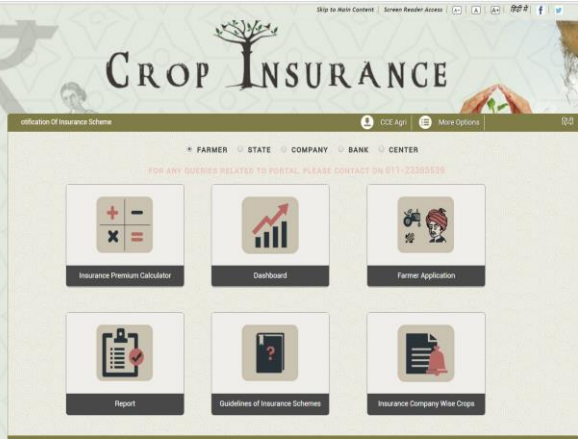 Skip to Main Content | Screen Reader Access | A- | A | A+ | हिंदी में
CROP INSURANCE
otification Of Insurance Scheme CCE Agri More Options
FARMER STATE COMPANY BANK CENTER
FOR ANY QUERIES RELATED TO PORTAL, PLEASE CONTACT ON 011-23355536
Insurance Premium Calculator Dashboard Farmer Application
Report Guidelines of Insurance Schemes Insurance Company Wise Crops